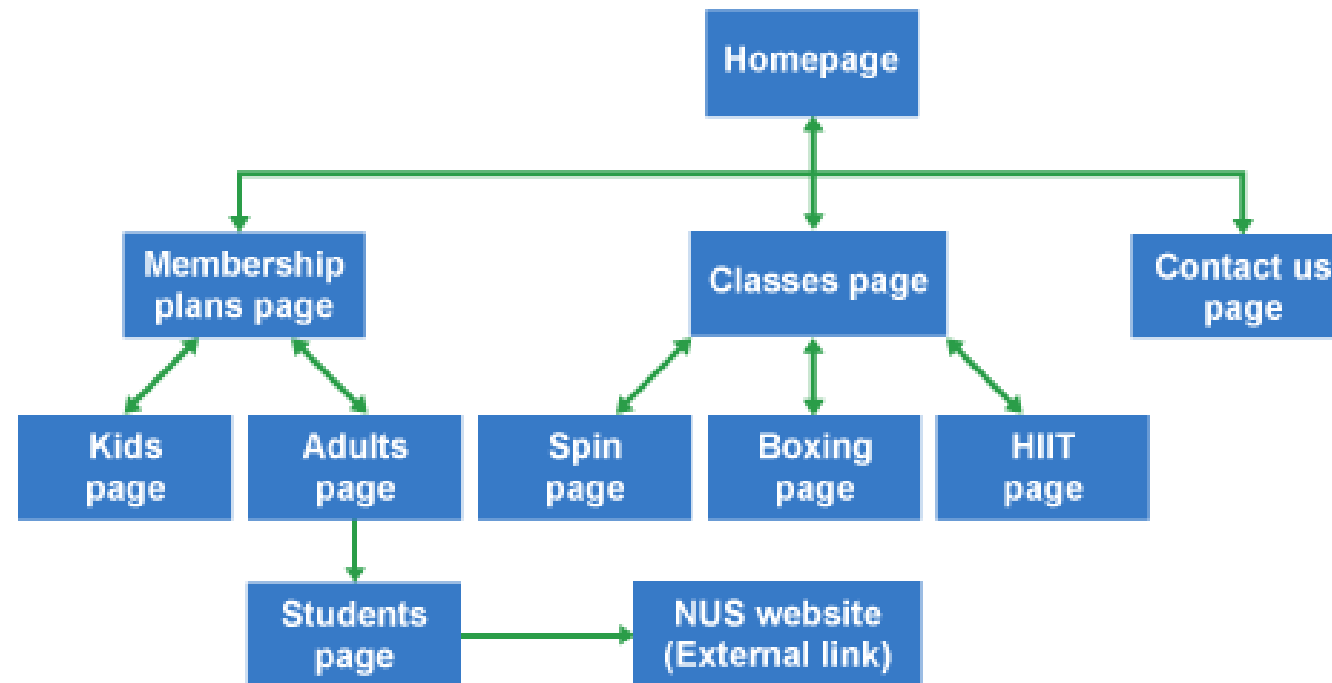 Homepage
Membership
plans page
Classes page
Contact us
page
Kids
page
Adults
page
Spin
page
Boxing
page
HIIT
page
Students
page
NUS website
(External link)